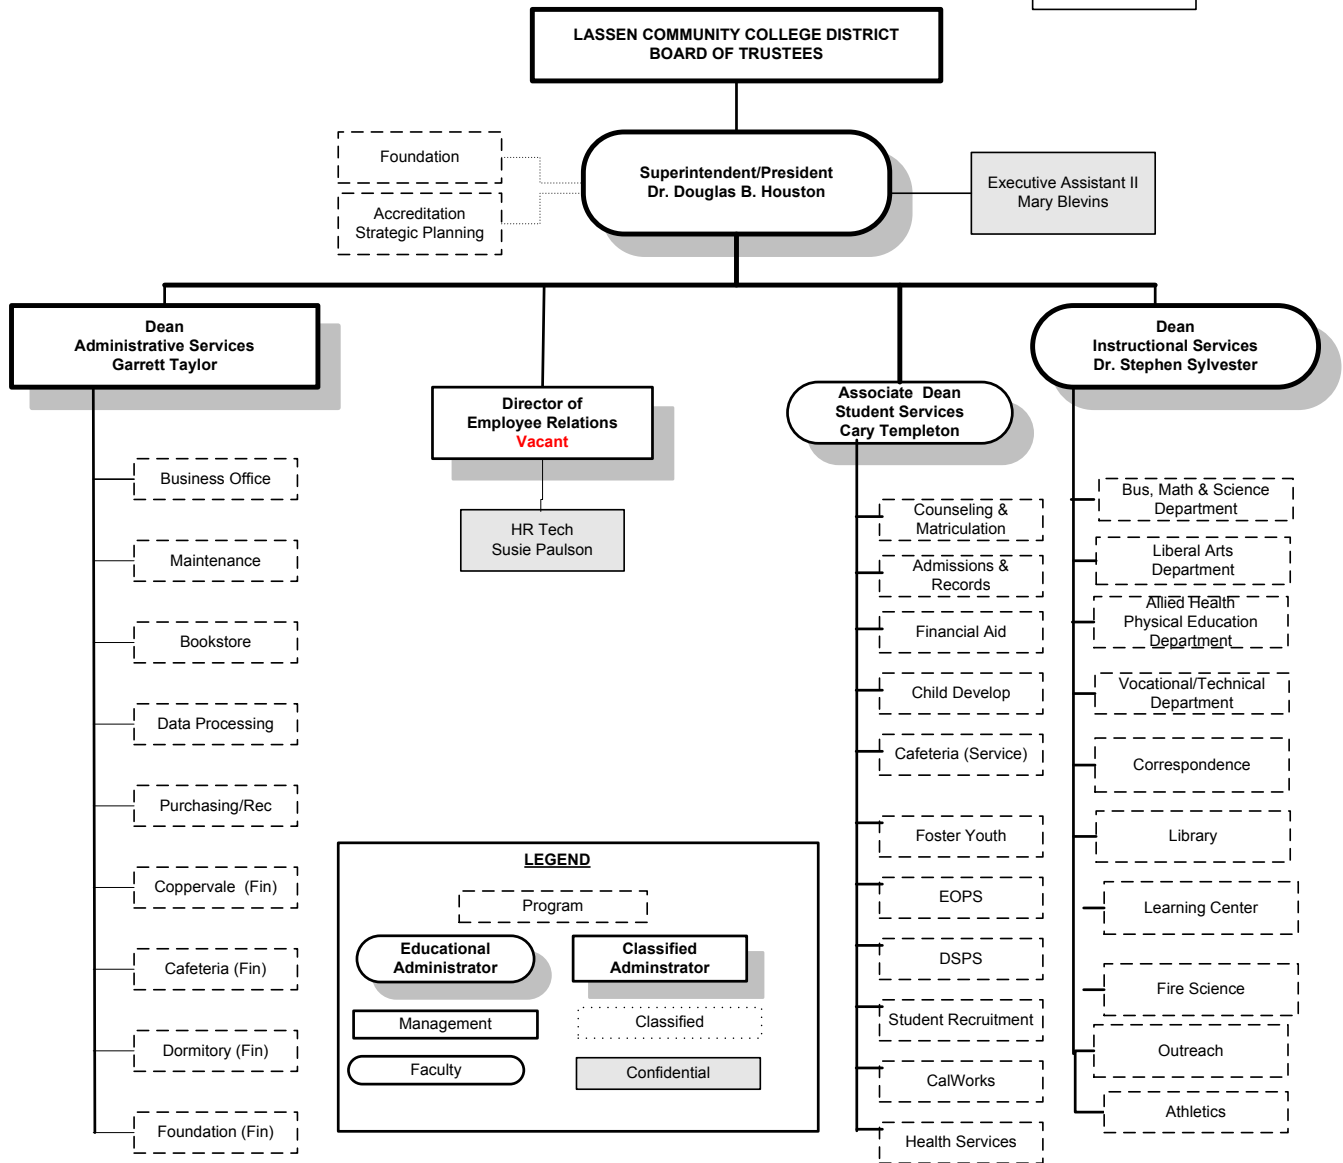 LASSEN COMMUNITY COLLEGE DISTRICT
BOARD OF TRUSTEES
Foundation
Accreditation
Strategic Planning
Superintendent/President
Dr. Douglas B. Houston
Executive Assistant II
Mary Blevins
Dean
Administrative Services
Garrett Taylor
Director of
Employee Relations
Vacant
HR Tech
Susie Paulson
Associate Dean
Student Services
Cary Templeton
Dean
Instructional Services
Dr. Stephen Sylvester
Business Office
Maintenance
Bookstore
Data Processing
Purchasing/Rec
Coppervale (Fin)
Cafeteria (Fin)
Dormitory (Fin)
Foundation (Fin)
Counseling &
Matriculation
Admissions &
Records
Financial Aid
Child Develop
Cafeteria (Service)
Foster Youth
EOPS
DSPS
Student Recruitment
CalWorks
Health Services
Bus, Math & Science
Department
Liberal Arts
Department
Allied Health
Physical Education
Department
Vocational/Technical
Department
Correspondence
Library
Learning Center
Fire Science
Outreach
Athletics
LEGEND
Program
Educational
Administrator
Classified
Adminstrator
Management
Classified
Faculty
Confidential